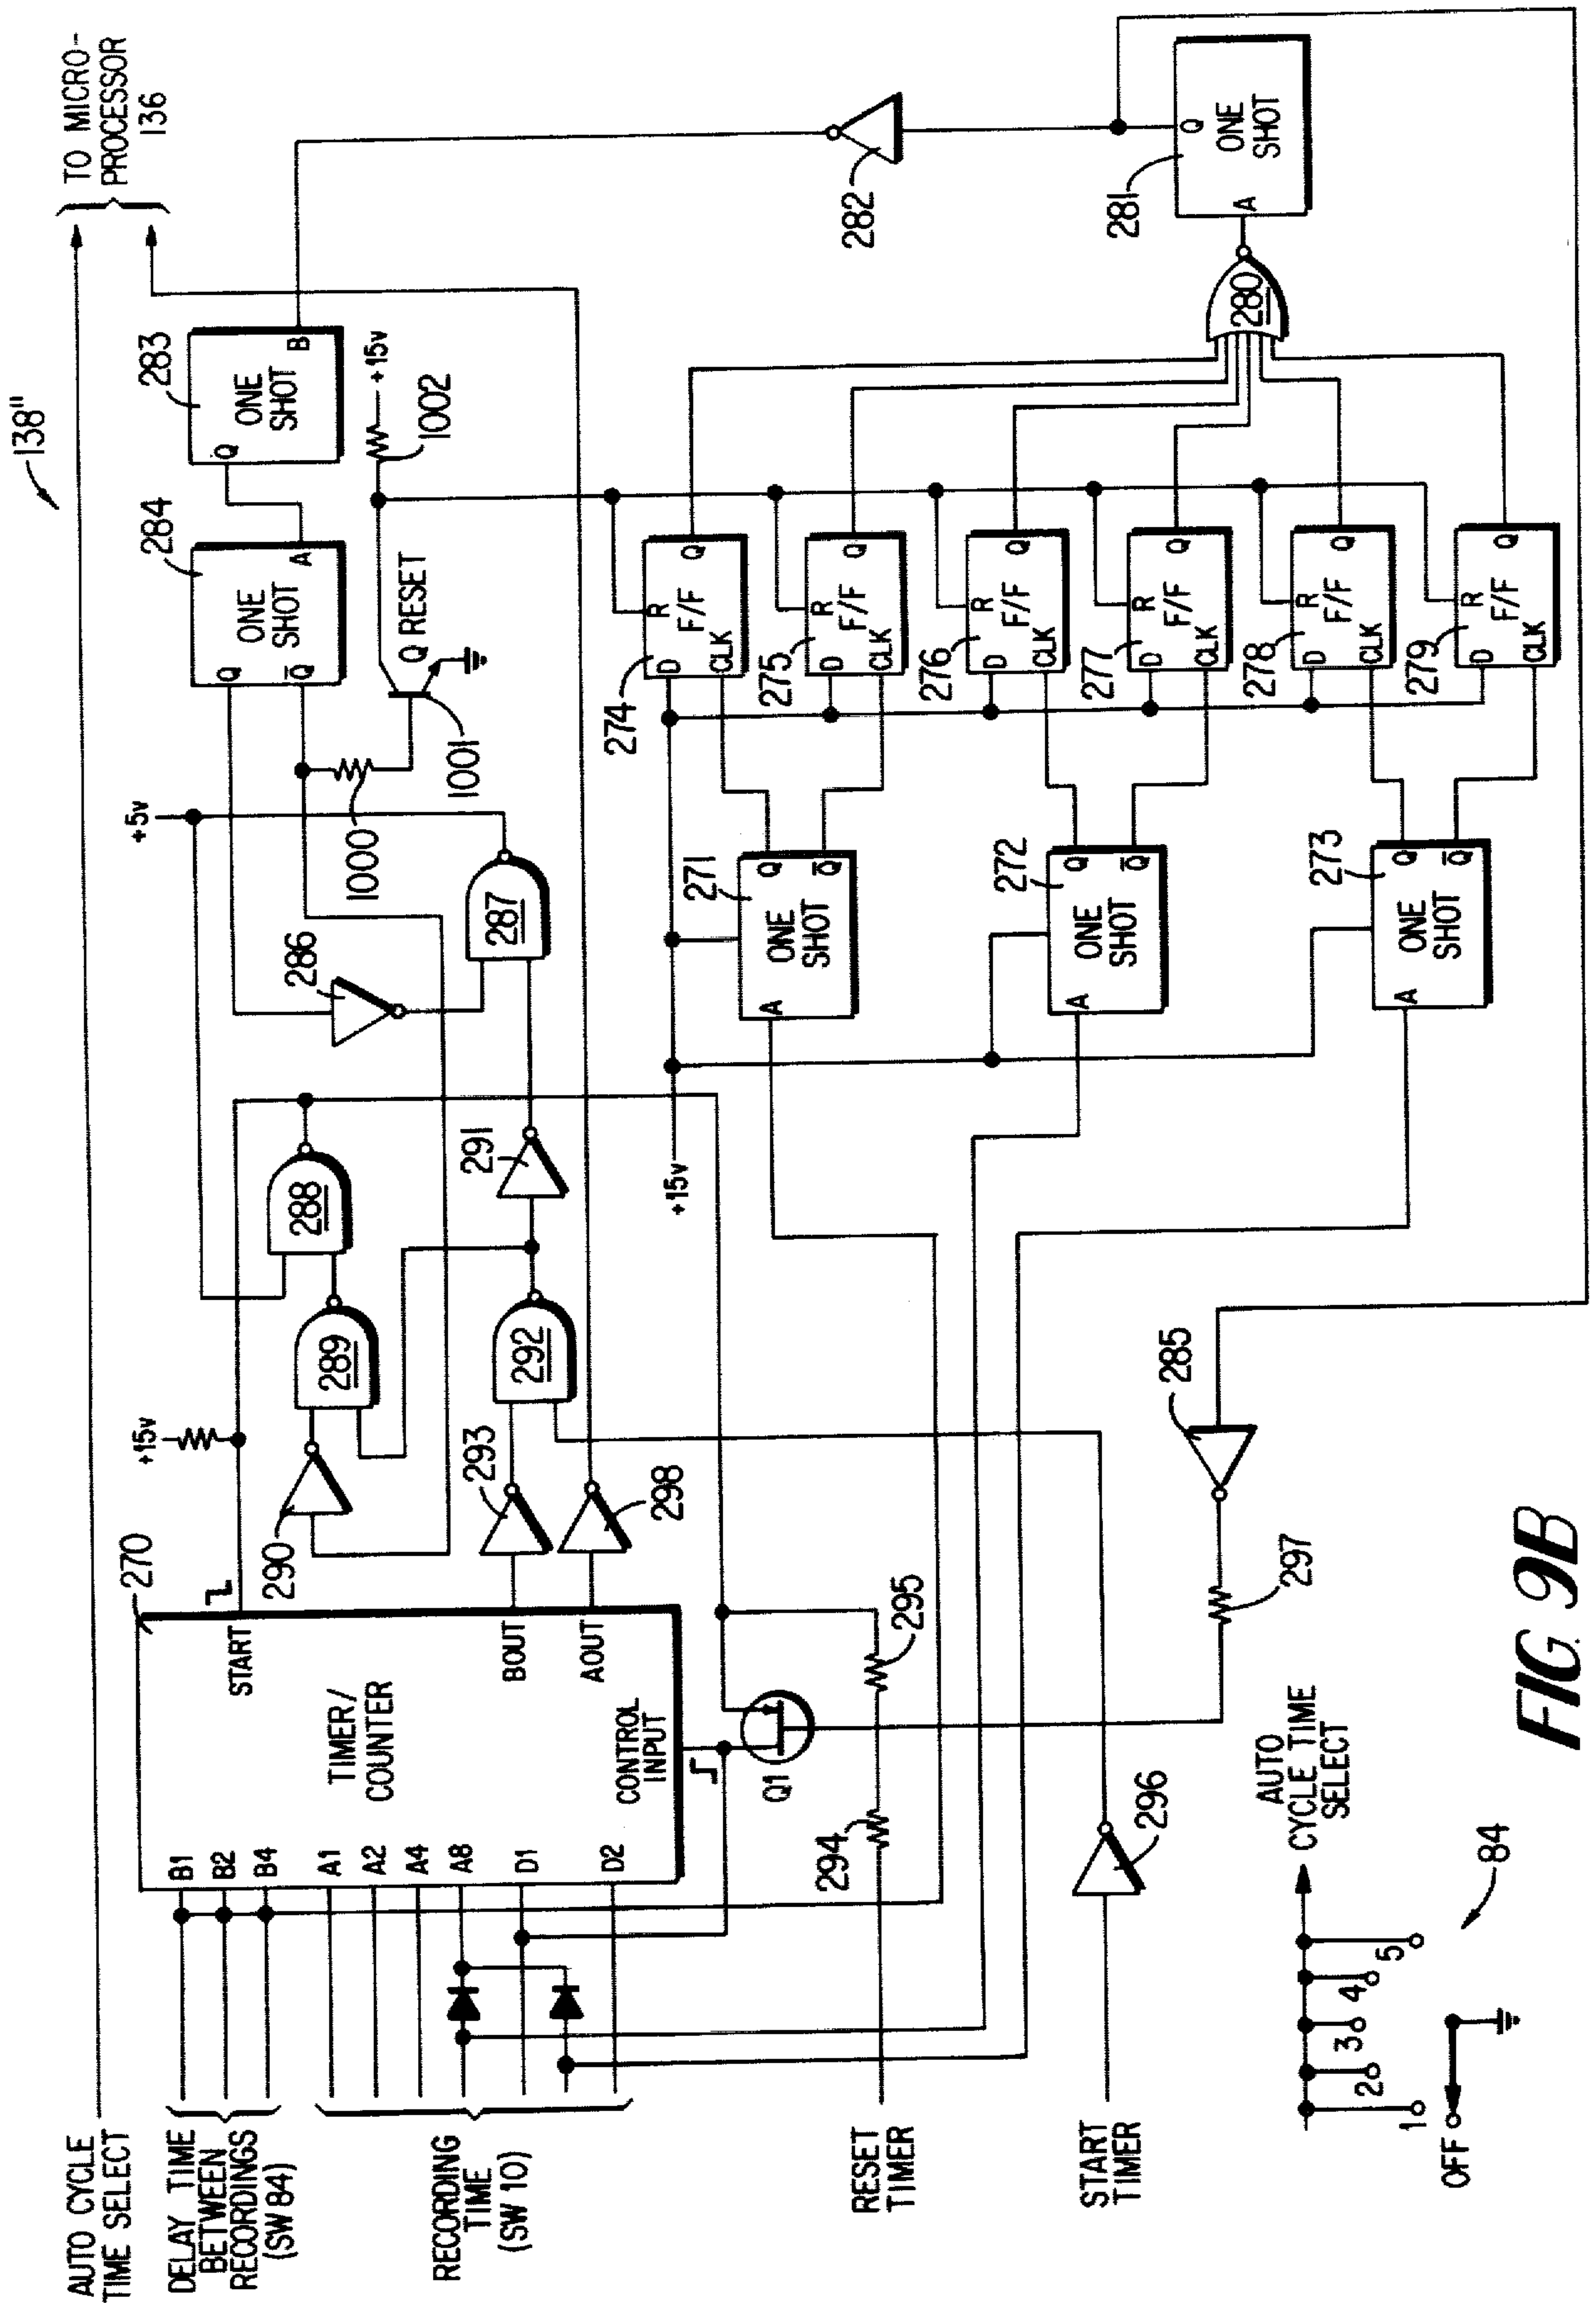 138"
TO MICRO-
PROCESSOR
136
AUTO CYCLE
TIME SELECT
DELAY TIME
BETWEEN
RECORDINGS
(SW 84)
RECORDING
TIME
(SW 10)
RESET
TIMER
START
TIMER
270
B1
B2
B4
A1
A2
A4
A8
D1
D2
START
TIMER/
COUNTER
BOUT
AOUT
CONTROL
INPUT
+15v
290
289
288
293
292
291
298
286
287
+5v
1000
1001
Q RESET
1002
+15v
284
Q
Q̅
ONE
SHOT
A
283
Q
ONE
SHOT
B
282
281
A
ONE
SHOT
Q
280
Q1
294
295
296
297
285
+15v
271
A
ONE
SHOT
Q
Q̅
272
A
ONE
SHOT
Q
Q̅
273
A
ONE
SHOT
Q
Q̅
274
D
R
F/F
CLK
Q
275
D
R
F/F
CLK
Q
276
D
R
F/F
CLK
Q
277
D
R
F/F
CLK
Q
278
D
R
F/F
CLK
Q
279
D
R
F/F
CLK
Q
AUTO
CYCLE TIME
SELECT
OFF
1
2
3
4
5
84
FIG 9B